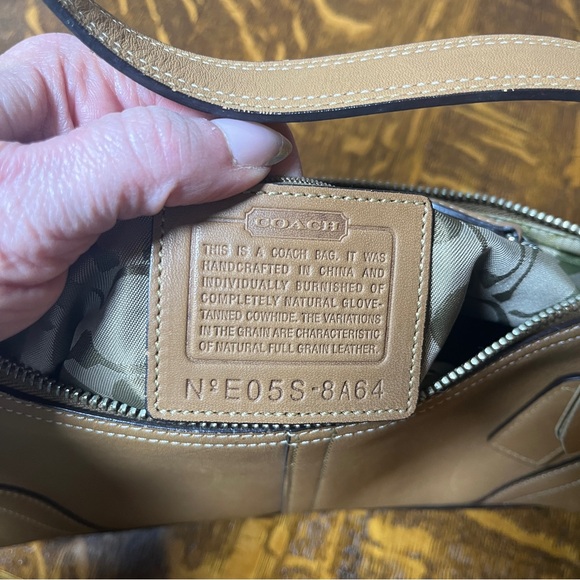 COACH
THIS IS A COACH BAG. IT WAS
HANDCRAFTED IN CHINA AND
INDIVIDUALLY BURNISHED OF
COMPLETELY NATURAL GLOVE-
TANNED COWHIDE. THE VARIATIONS
IN THE GRAIN ARE CHARACTERISTIC
OF NATURAL FULL GRAIN LEATHER.
Nº E05S-8A64